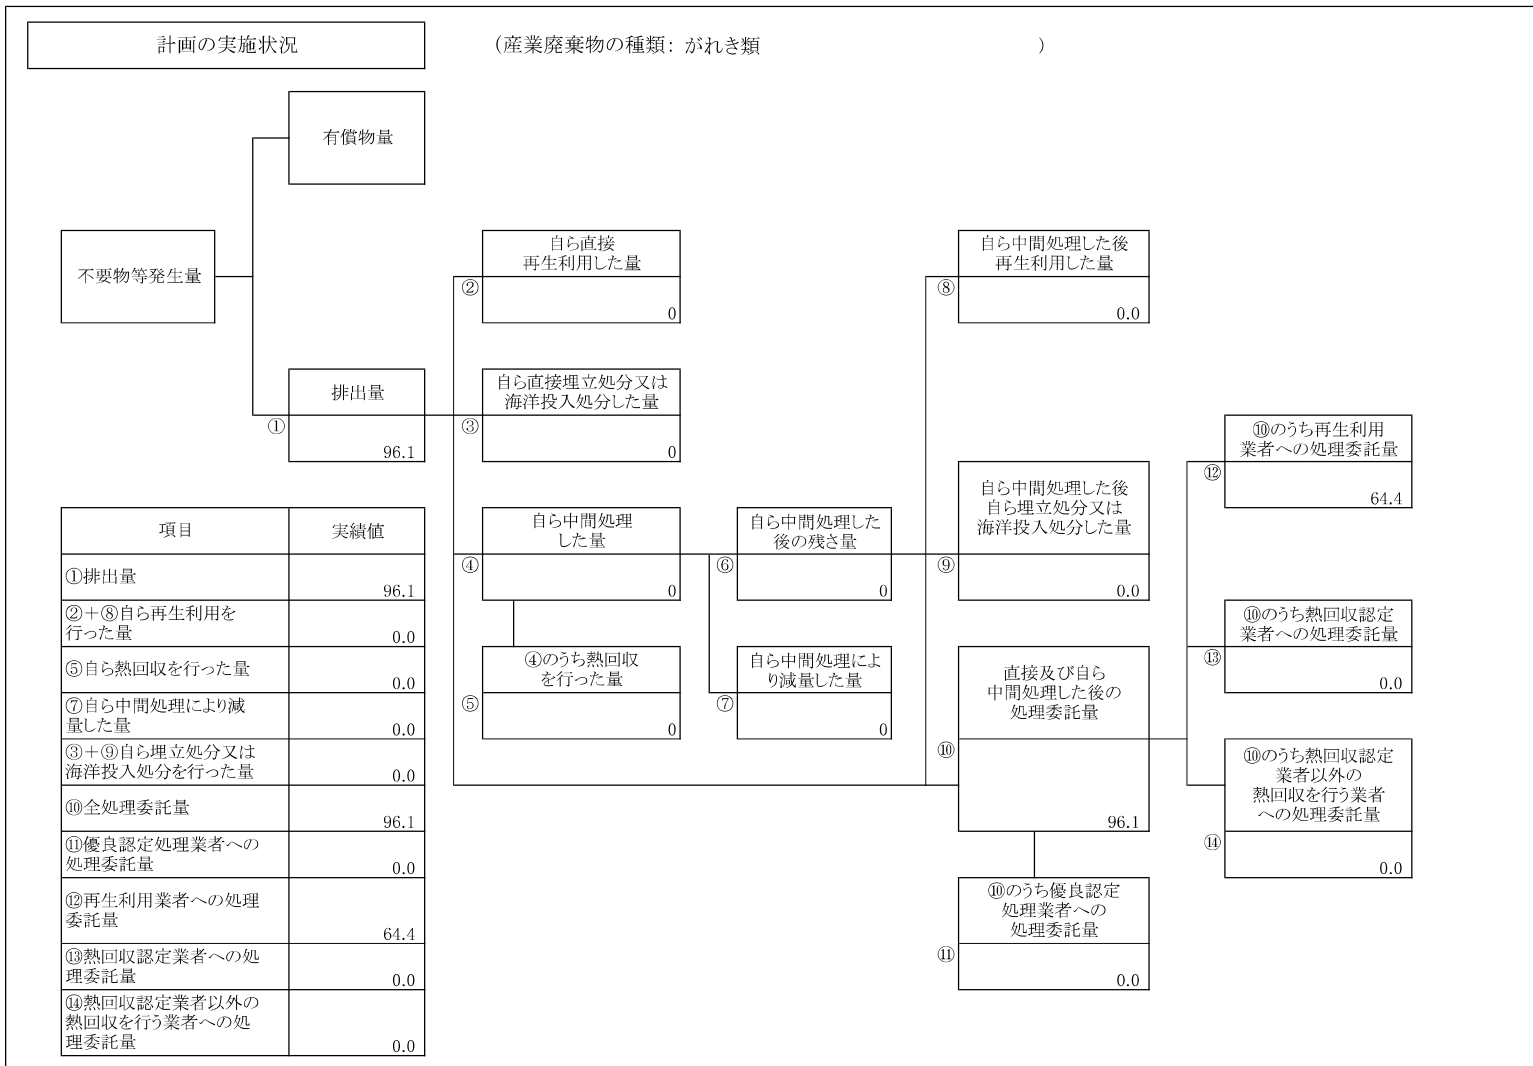 計画の実施状況
（産業廃棄物の種類： がれき類 ）
有償物量
不要物等発生量
自ら直接
再生利用した量
②
0
自ら中間処理した後
再生利用した量
⑧
0.0
排出量
①
96.1
自ら直接埋立処分又は
海洋投入処分した量
③
0
⑩のうち再生利用
業者への処理委託量
⑫
64.4
自ら中間処理した後
自ら埋立処分又は
海洋投入処分した量
⑨
0.0
自ら中間処理
した量
④
0
自ら中間処理した
後の残さ量
⑥
0
⑩のうち熱回収認定
業者への処理委託量
⑬
0.0
④のうち熱回収
を行った量
⑤
0
自ら中間処理によ
り減量した量
⑦
0
直接及び自ら
中間処理した後の
処理委託量
⑩
96.1
⑩のうち熱回収認定
業者以外の
熱回収を行う業者
への処理委託量
⑭
0.0
⑩のうち優良認定
処理業者への
処理委託量
⑪
0.0
項目 実績値
①排出量
96.1
②＋⑧自ら再生利用を
行った量
0.0
⑤自ら熱回収を行った量
0.0
⑦自ら中間処理により減
量した量
0.0
③＋⑨自ら埋立処分又は
海洋投入処分を行った量
0.0
⑩全処理委託量
96.1
⑪優良認定処理業者への
処理委託量
0.0
⑫再生利用業者への処理
委託量
64.4
⑬熱回収認定業者への処
理委託量
0.0
⑭熱回収認定業者以外の
熱回収を行う業者への処
理委託量
0.0